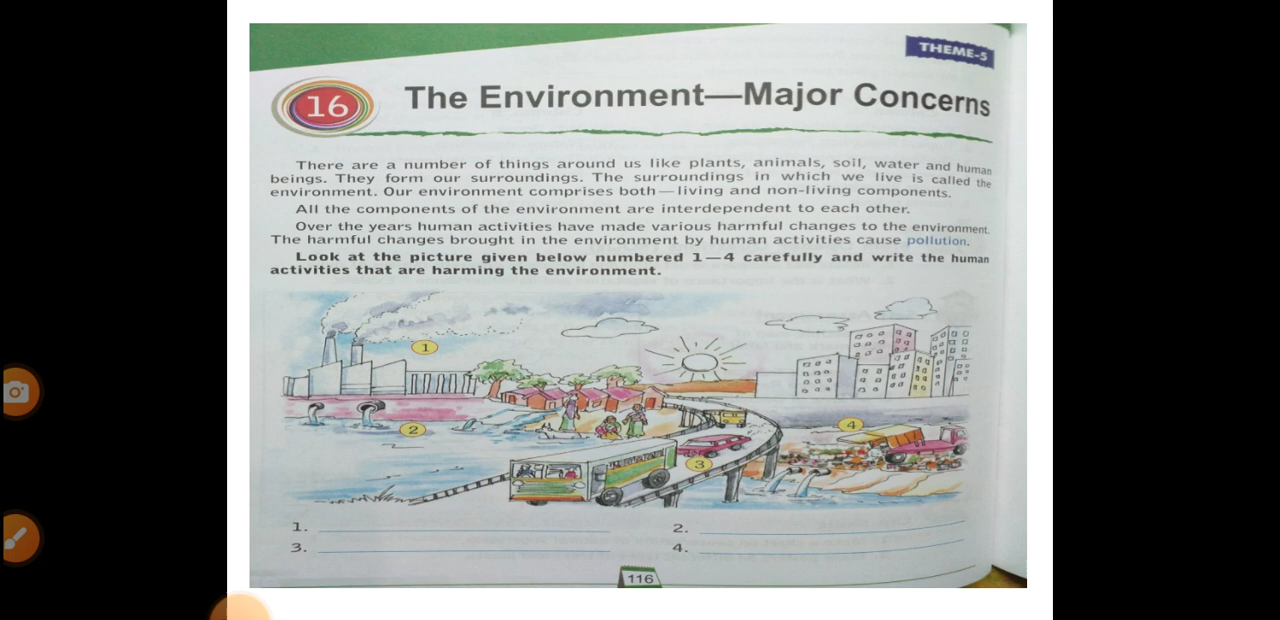 THEME-5
16
The Environment—Major Concerns
There are a number of things around us like plants, animals, soil, water and human
beings. They form our surroundings. The surroundings in which we live is called the
environment. Our environment comprises both—living and non-living components.
All the components of the environment are interdependent to each other.
Over the years human activities have made various harmful changes to the environment.
The harmful changes brought in the environment by human activities cause pollution.
Look at the picture given below numbered 1—4 carefully and write the human
activities that are harming the environment.
1
2
3
4
1.
2.
3.
4.
116